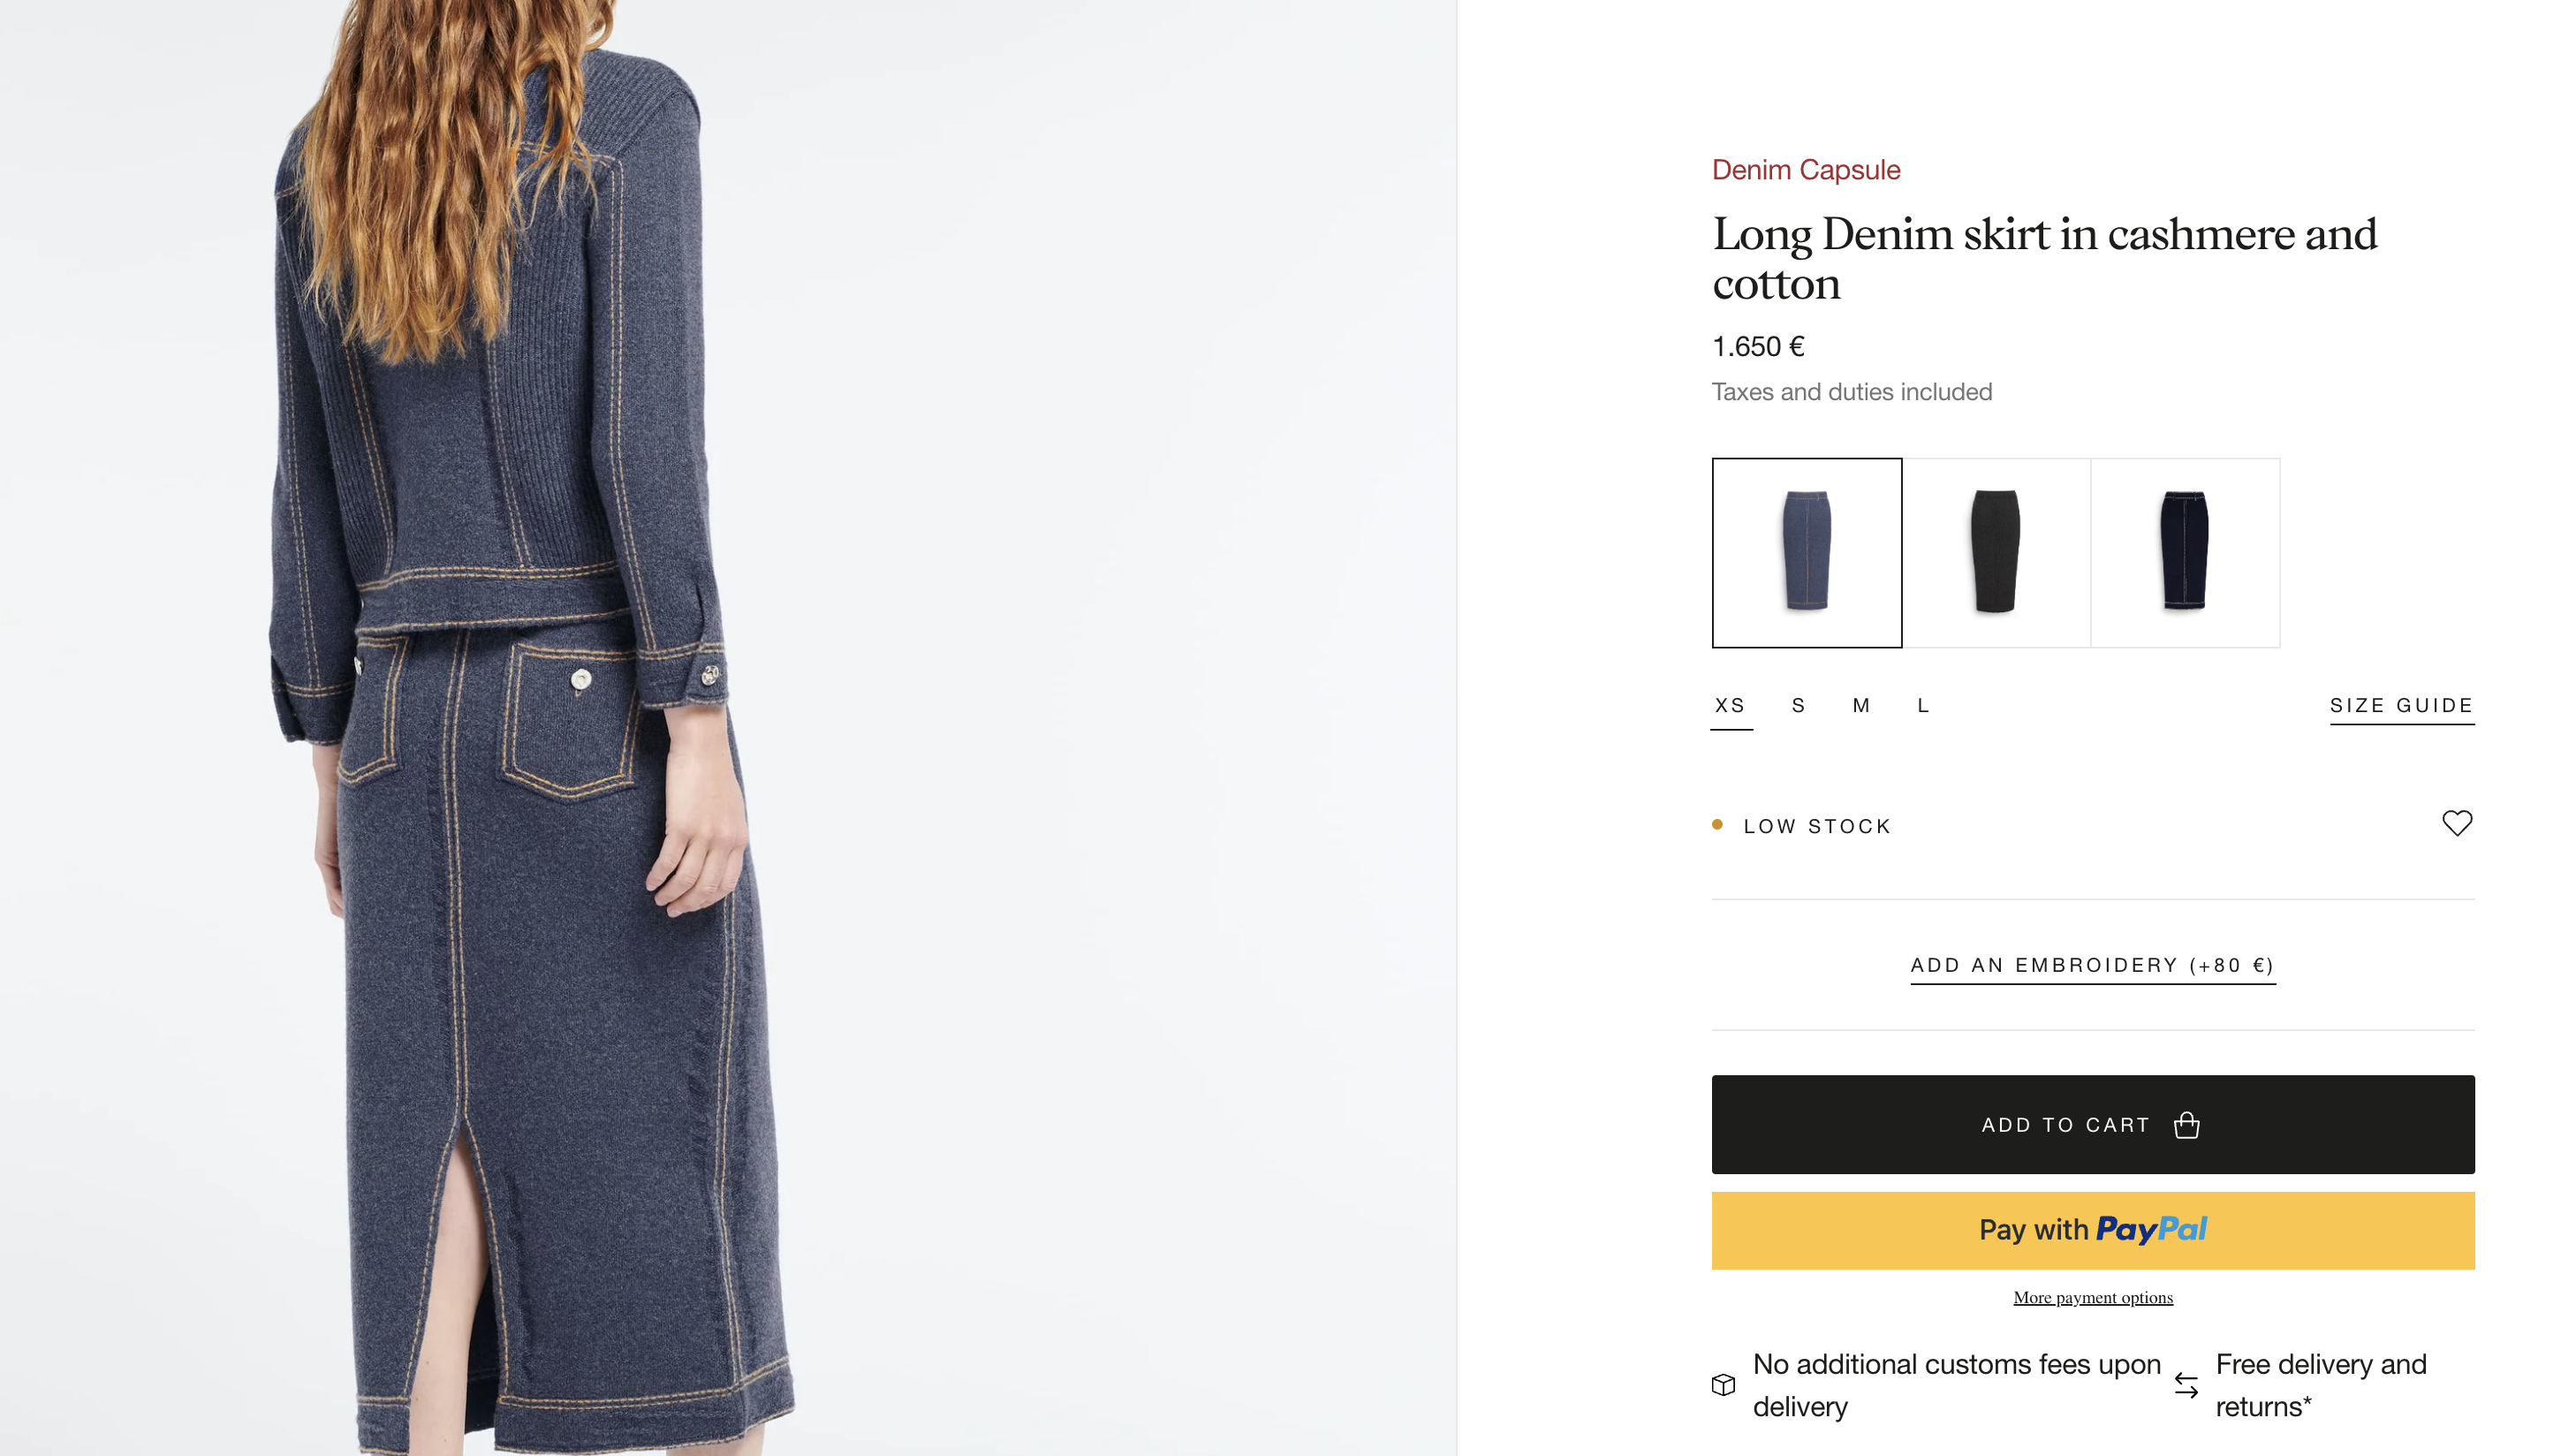 Denim Capsule
Long Denim skirt in cashmere and
cotton
1.650 €
Taxes and duties included
XS S M L SIZE GUIDE
LOW STOCK
ADD AN EMBROIDERY (+80 €)
ADD TO CART
Pay with PayPal
More payment options
No additional customs fees upon
delivery
Free delivery and
returns*